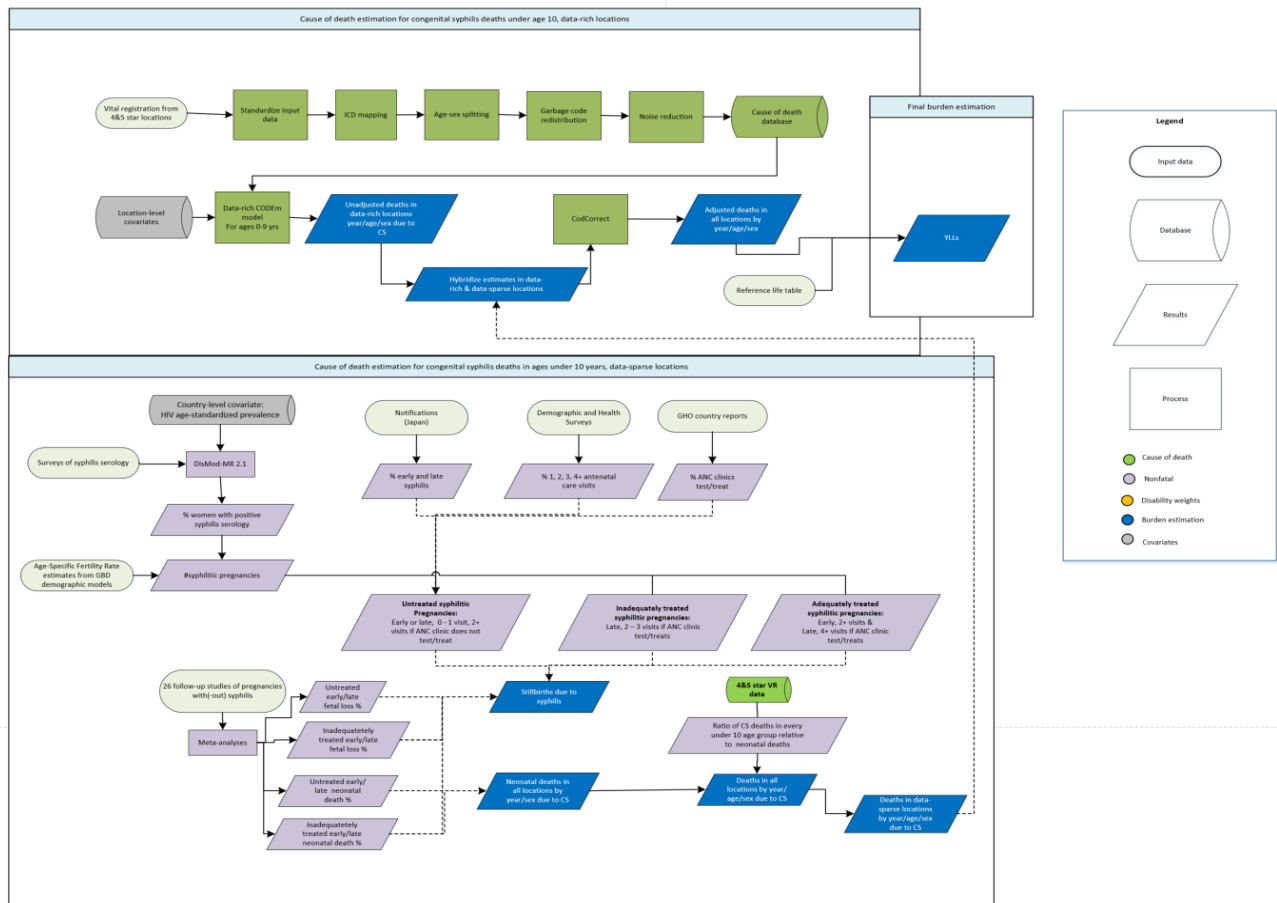 Cause of death estimation for congenital syphilis deaths under age 10, data-rich locations
Vital registration from
4&5 star locations
Standardize input
data
ICD mapping
Age-sex splitting
Garbage code
redistribution
Noise reduction
Cause of death
database
Location-level
covariates
Data-rich CODEm
model
For ages 0-9 yrs
Unadjusted deaths in
data-rich locations
year/age/sex due to
CS
CodCorrect
Adjusted deaths in
all locations by
year/age/sex
Hybridize estimates in data-
rich & data-sparse locations
Reference life table
Final burden estimation
YLLs
Legend
Input data
Database
Results
Process
Cause of death
Nonfatal
Disability weights
Burden estimation
Covariates
Cause of death estimation for congenital syphilis deaths in ages under 10 years, data-sparse locations
Country-level covariate:
HIV age-standardized prevalence
Notifications
(Japan)
Demographic and Health
Surveys
GHO country reports
Surveys of syphilis serology
DisMod-MR 2.1
% early and late
syphilis
% 1, 2, 3, 4+ antenatal
care visits
% ANC clinics
test/treat
% women with positive
syphilis serology
Age-Specific Fertility Rate
estimates from GBD
demographic models
#syphilitic pregnancies
Untreated syphilitic
Pregnancies:
Early or late, 0 - 1 visit, 2+
visits if ANC clinic does not
test/treat
Inadequately treated
syphilitic pregnancies:
Late, 2 – 3 visits if ANC clinic
test/treats
Adequately treated
syphilitic pregnancies:
Early, 2+ visits &
Late, 4+ visits if ANC clinic
test/treats
26 follow-up studies of pregnancies
with(-out) syphilis
Meta-analyses
Untreated
early/late
fetal loss %
Inadequatetely
treated early/late
fetal loss %
Untreated early/
late  neonatal
death %
Inadequatetely
treated early/late
neonatal death %
Stillbirths due to
syphilis
4&5 star VR
data
Ratio of CS deaths in every
under 10 age group relative
to  neonatal deaths
Neonatal deaths in
all locations by
year/sex due to CS
Deaths in all
locations by year/
age/sex due to CS
Deaths in data-
sparse locations
by year/age/sex
due to CS